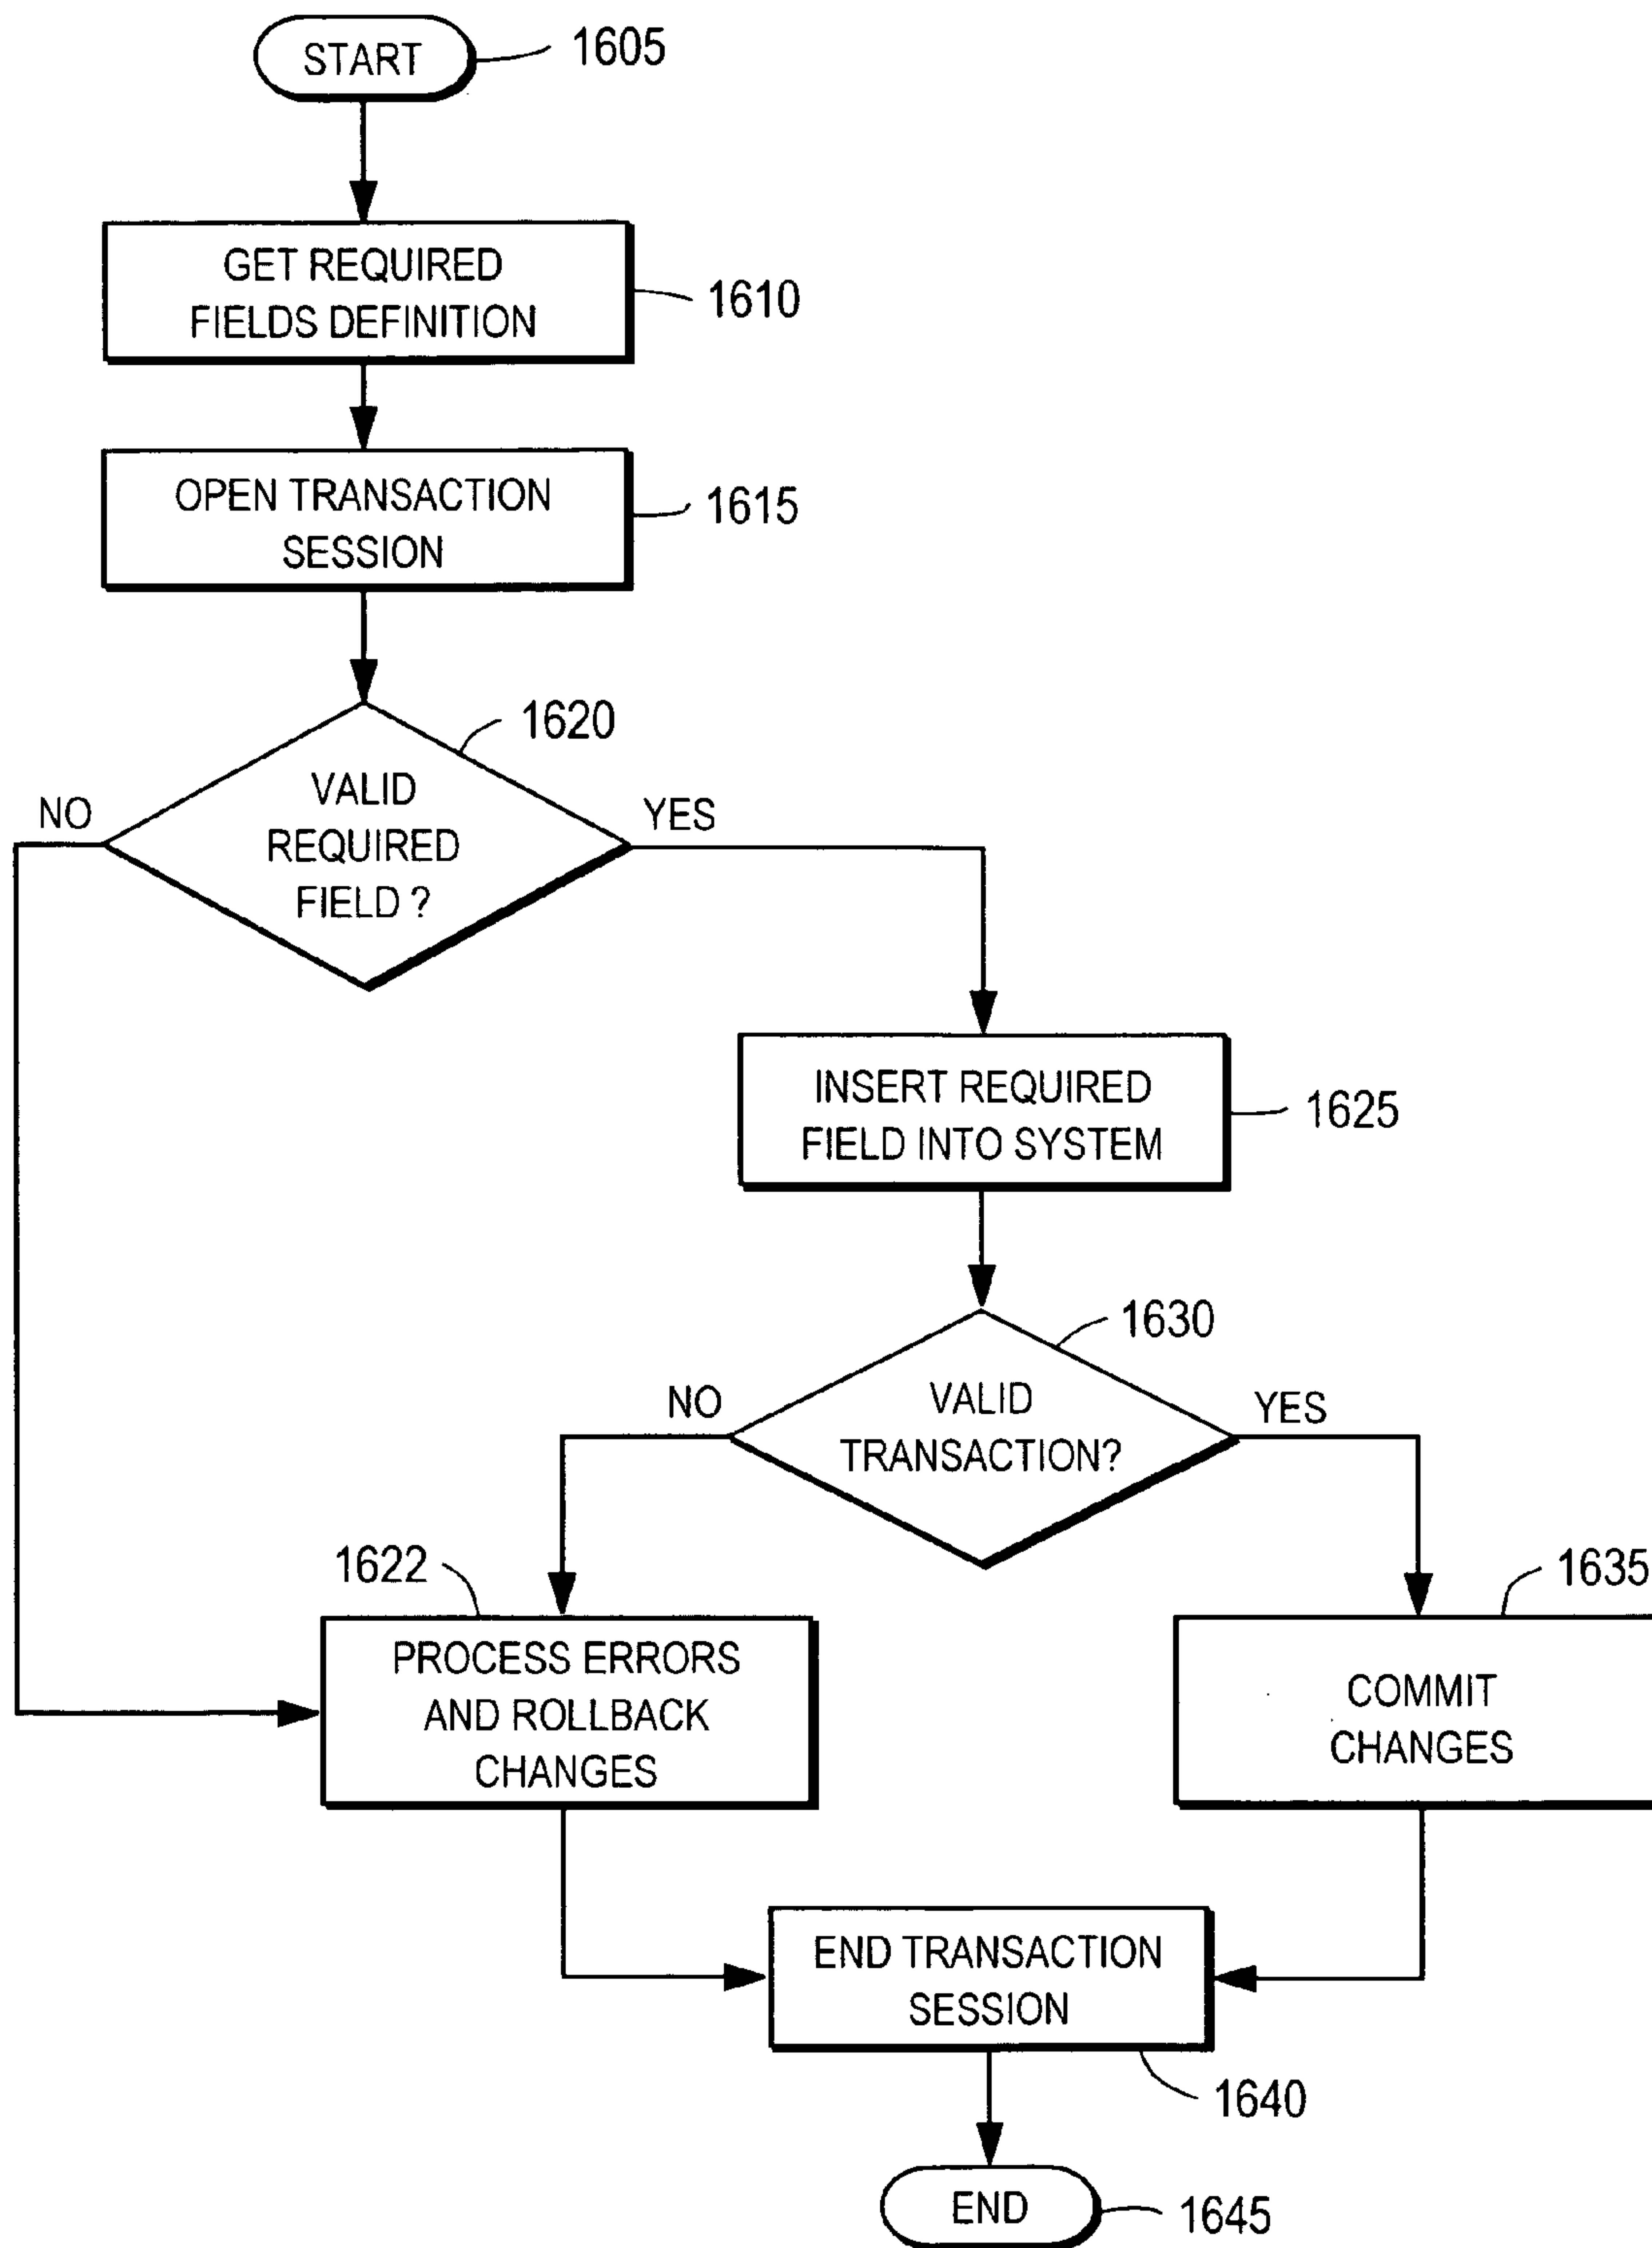 START
1605
GET REQUIRED
FIELDS DEFINITION
1610
OPEN TRANSACTION
SESSION
1615
1620
VALID
REQUIRED
FIELD ?
NO
YES
INSERT REQUIRED
FIELD INTO SYSTEM
1625
1630
VALID
TRANSACTION?
NO
YES
1622
PROCESS ERRORS
AND ROLLBACK
CHANGES
1635
COMMIT
CHANGES
END TRANSACTION
SESSION
1640
END
1645